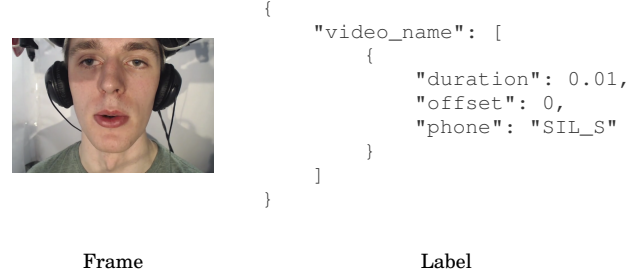 {
"video_name": [
{
"duration": 0.01,
"offset": 0,
"phone": "SIL_S"
}
]
}
Frame
Label